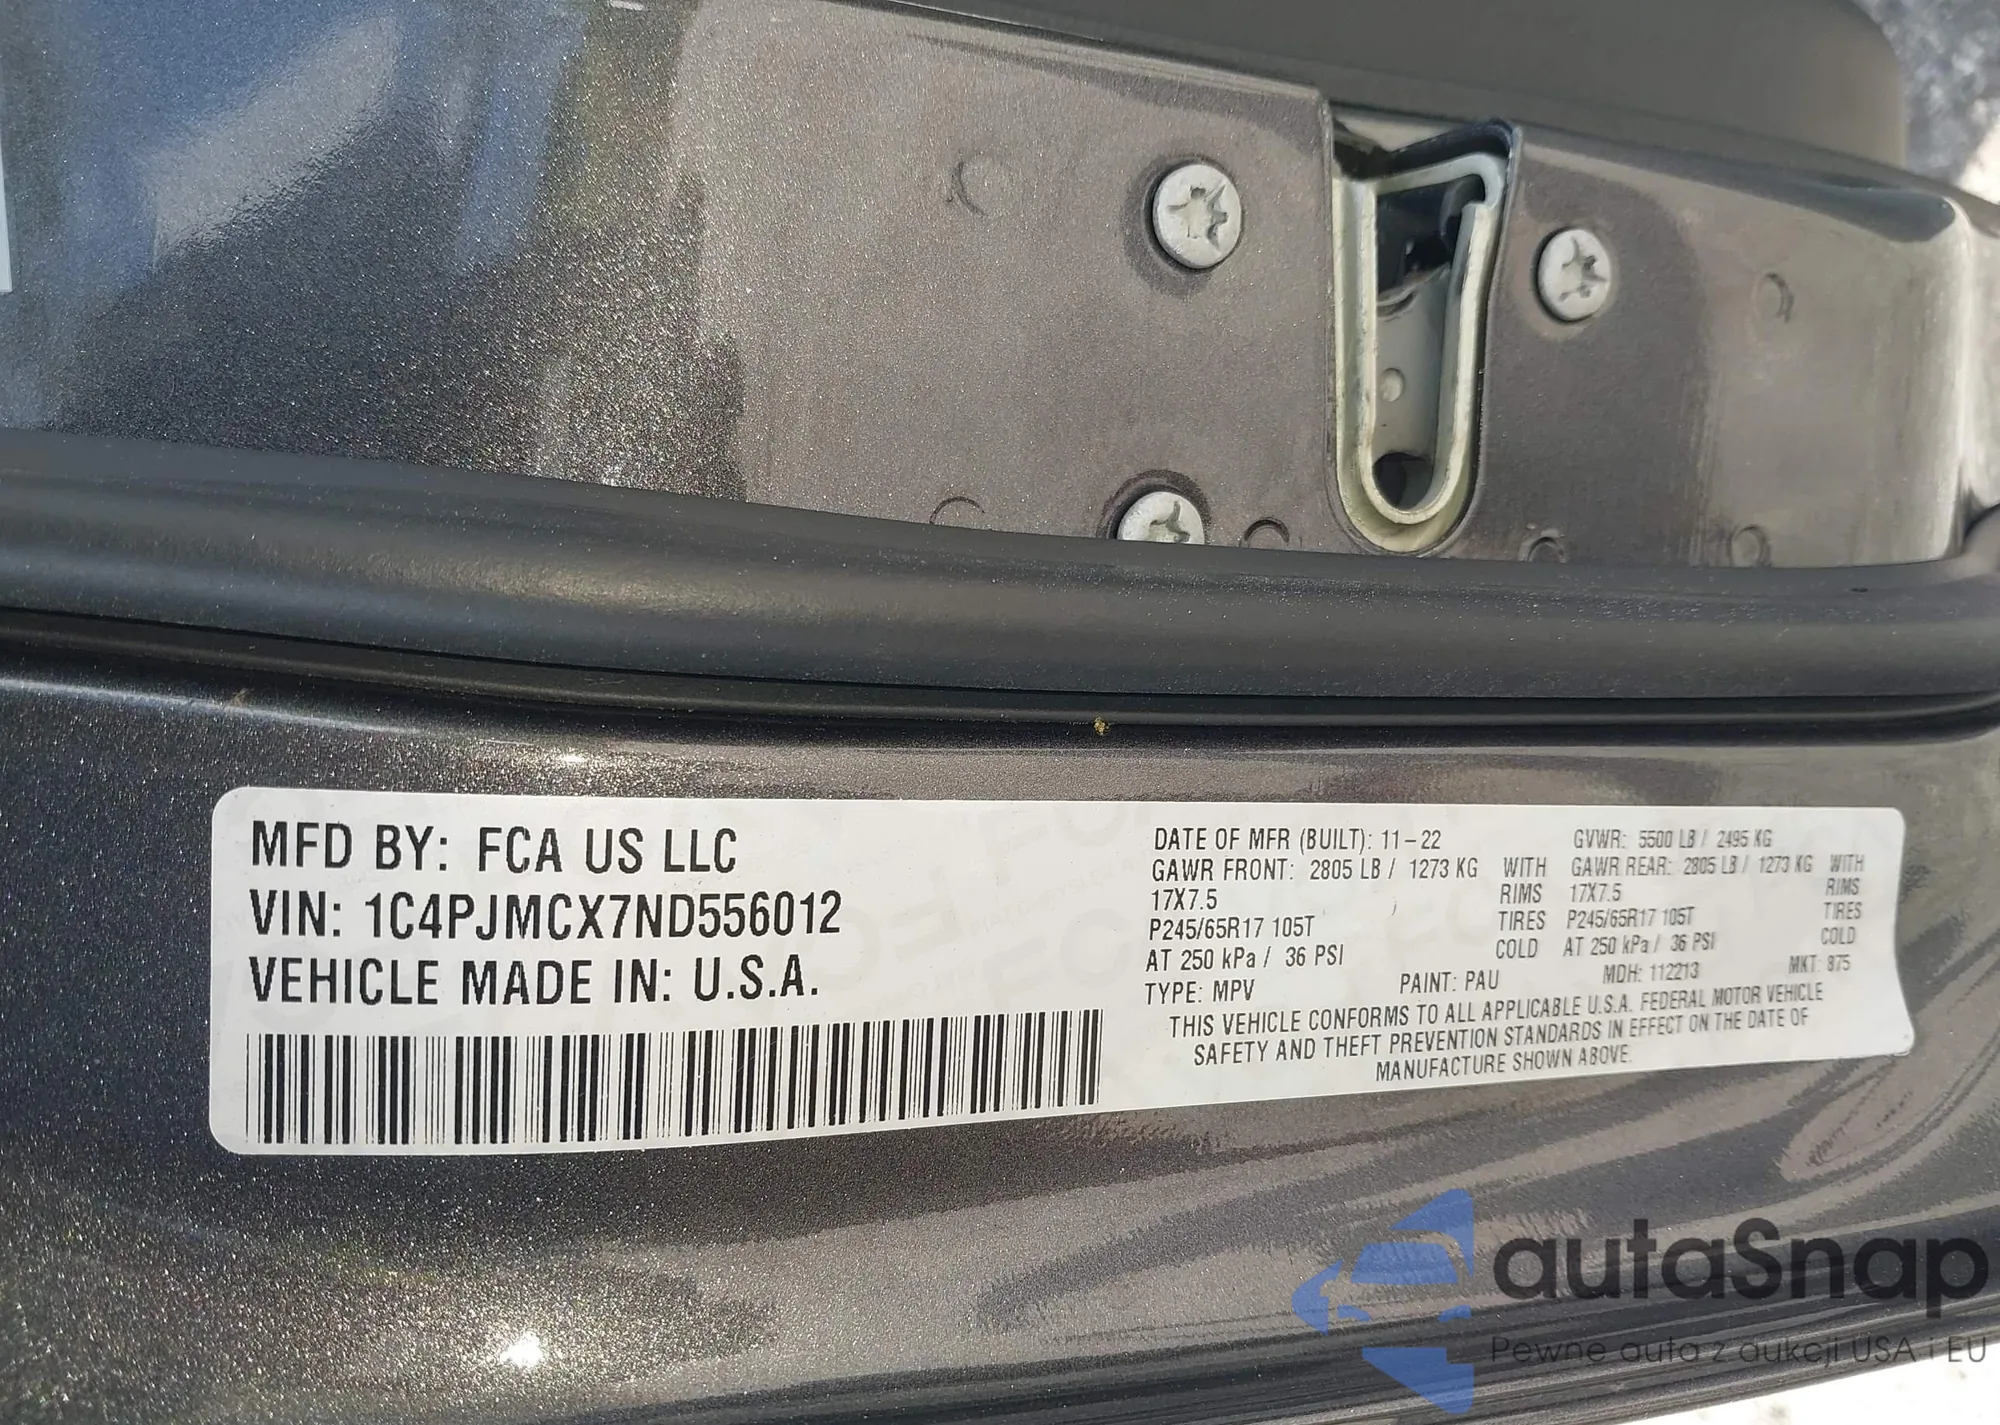 MFD BY: FCA US LLC
VIN: 1C4PJMCX7ND556012
VEHICLE MADE IN: U.S.A.
DATE OF MFR (BUILT): 11-22 GVWR: 5500 LB / 2495 KG
GAWR FRONT: 2805 LB / 1273 KG WITH GAWR REAR: 2805 LB / 1273 KG WITH
17X7.5 RIMS 17X7.5 RIMS
P245/65R17 105T TIRES P245/65R17 105T TIRES
AT 250 kPa / 36 PSI COLD AT 250 kPa / 36 PSI COLD
TYPE: MPV PAINT: PAU MDH: 112213 MKT: 875
THIS VEHICLE CONFORMS TO ALL APPLICABLE U.S.A. FEDERAL MOTOR VEHICLE
SAFETY AND THEFT PREVENTION STANDARDS IN EFFECT ON THE DATE OF
MANUFACTURE SHOWN ABOVE.
autaSnap
Pewne auta z aukcji USA i EU